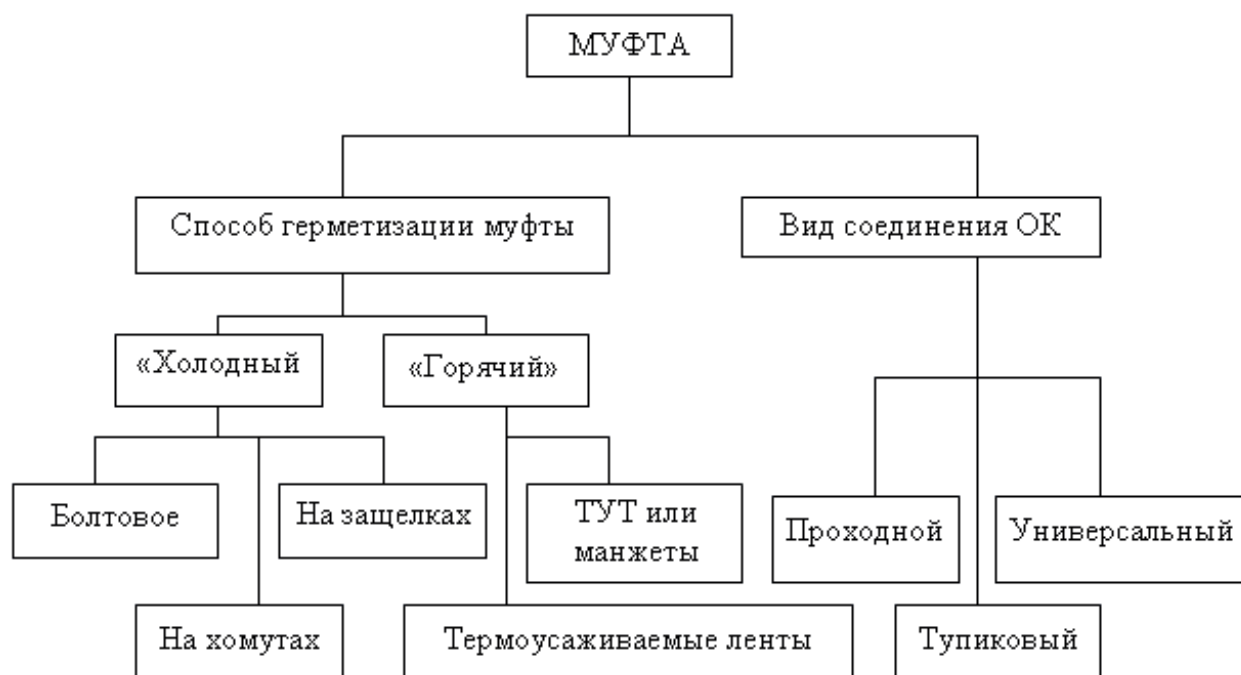 МУФТА
Способ герметизации муфты
Вид соединения ОК
«Холодный
«Горячий»
Болтовое
На защелках
ТУТ или
манжеты
Проходной
Универсальный
На хомутах
Термоусаживаемые ленты
Тупиковый